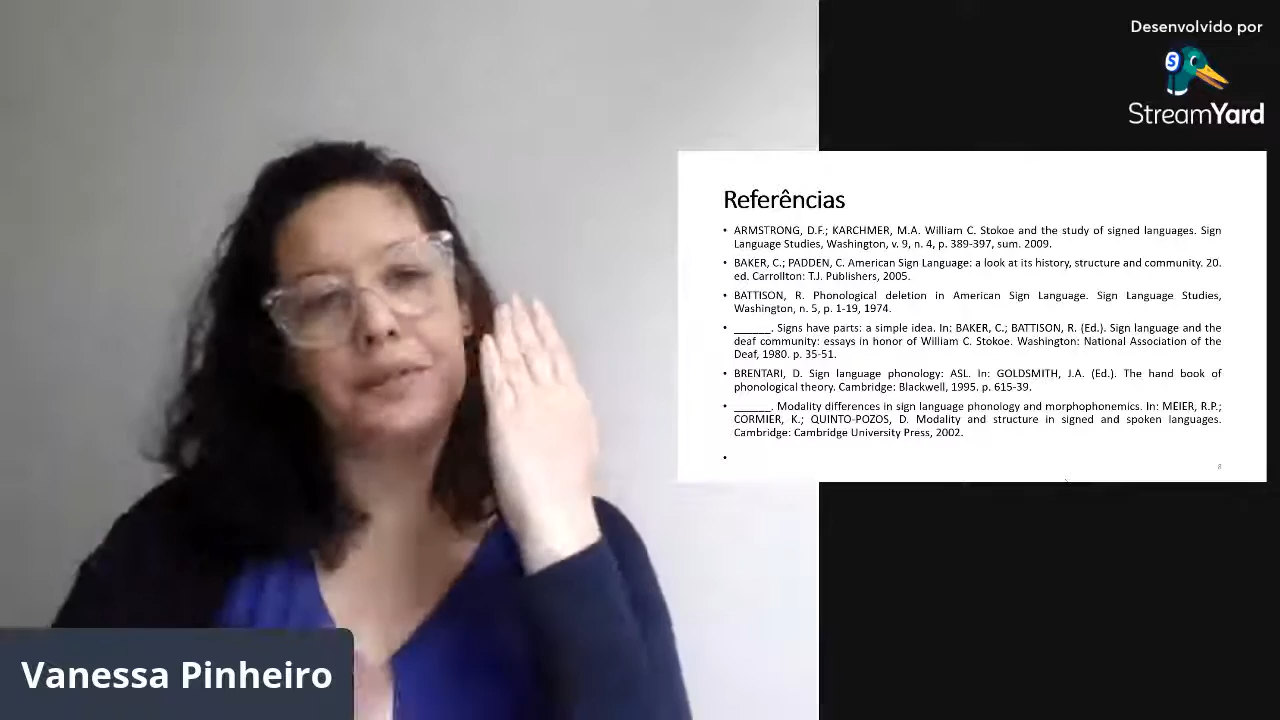 Desenvolvido por
StreamYard
Referências
• ARMSTRONG, D.F.; KARCHMER, M.A. William C. Stokoe and the study of signed languages. Sign
Language Studies, Washington, v. 9, n. 4, p. 389-397, sum. 2009.
• BAKER, C.; PADDEN, C. American Sign Language: a look at its history, structure and community. 20.
ed. Carrollton: T.J. Publishers, 2005.
• BATTISON, R. Phonological deletion in American Sign Language. Sign Language Studies,
Washington, n. 5, p. 1-19, 1974.
• ______. Signs have parts: a simple idea. In: BAKER, C.; BATTISON, R. (Ed.). Sign language and the
deaf community: essays in honor of William C. Stokoe. Washington: National Association of the
Deaf, 1980. p. 35-51.
• BRENTARI, D. Sign language phonology: ASL. In: GOLDSMITH, J.A. (Ed.). The hand book of
phonological theory. Cambridge: Blackwell, 1995. p. 615-39.
• ______. Modality differences in sign language phonology and morphophonemics. In: MEIER, R.P.;
CORMIER, K.; QUINTO-POZOS, D. Modality and structure in signed and spoken languages.
Cambridge: Cambridge University Press, 2002.
•
8
Vanessa Pinheiro